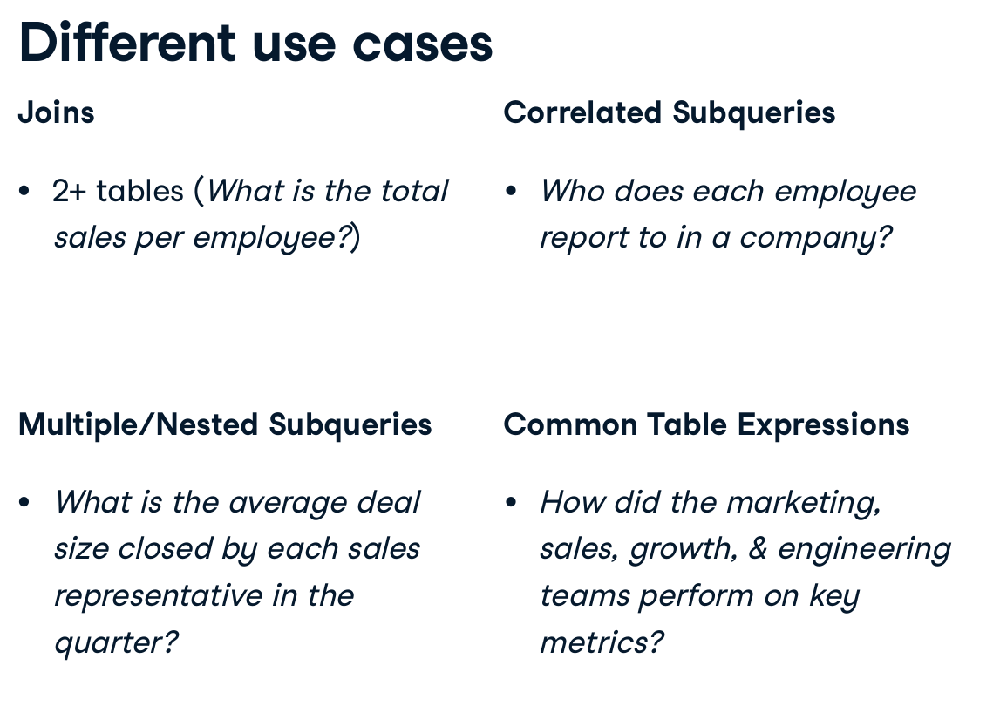 Different use cases
Joins
• 2+ tables (What is the total
sales per employee?)
Correlated Subqueries
• Who does each employee
report to in a company?
Multiple/Nested Subqueries
• What is the average deal
size closed by each sales
representative in the
quarter?
Common Table Expressions
• How did the marketing,
sales, growth, & engineering
teams perform on key
metrics?